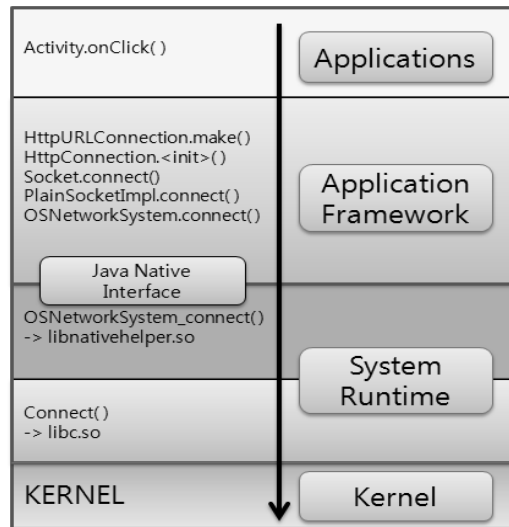 Activity.onClick( )
Applications
HttpURLConnection.make()
HttpConnection.<init>( )
Socket.connect()
PlainSocketImpl.connect( )
OSNetworkSystem.connect()
Application
Framework
Java Native
Interface
OSNetworkSystem_connect()
-> libnativehelper.so
System
Runtime
Connect( )
-> libc.so
KERNEL
Kernel